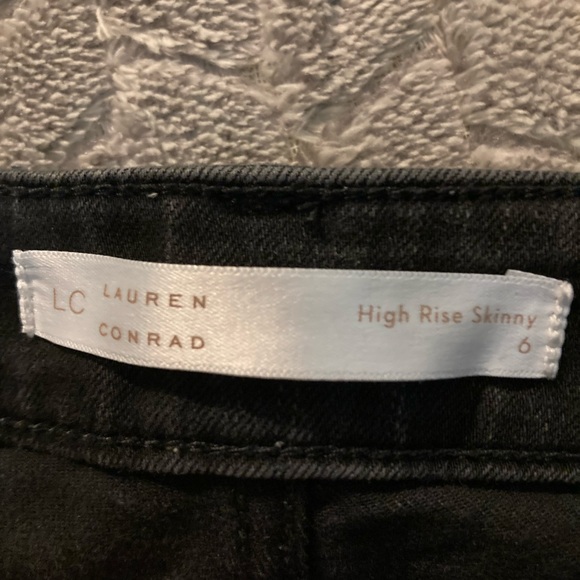 LC LAUREN
CONRAD
High Rise Skinny
6